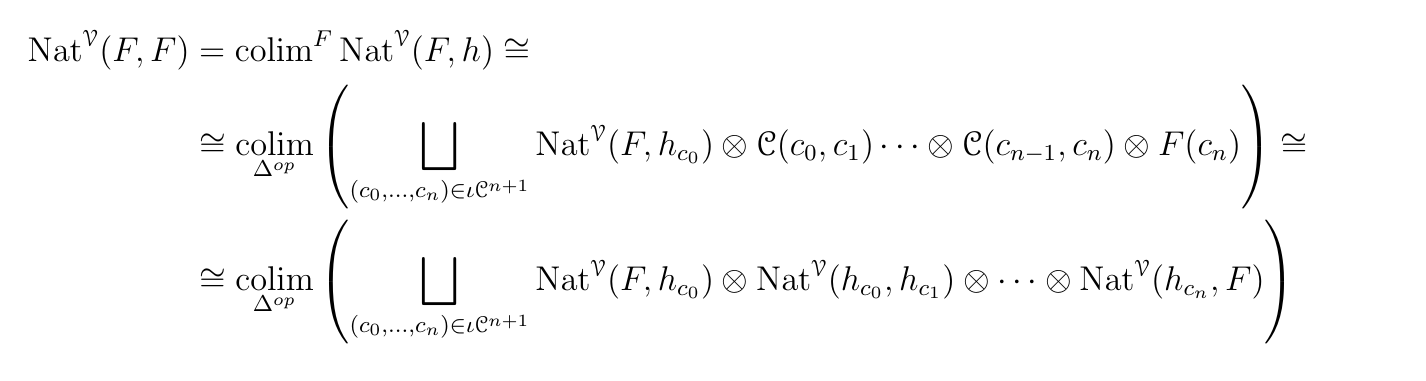 Nat^𝒱(F, F) = colim^F Nat^𝒱(F, h) ≅
≅ colim_{Δ^{op}} ( ∐_{(c_0,...,c_n)∈ι𝒞^{n+1}} Nat^𝒱(F, h_{c_0}) ⊗ 𝒞(c_0, c_1) ⋯ ⊗ 𝒞(c_{n−1}, c_n) ⊗ F(c_n) ) ≅
≅ colim_{Δ^{op}} ( ∐_{(c_0,...,c_n)∈ι𝒞^{n+1}} Nat^𝒱(F, h_{c_0}) ⊗ Nat^𝒱(h_{c_0}, h_{c_1}) ⊗ ⋯ ⊗ Nat^𝒱(h_{c_n}, F) )